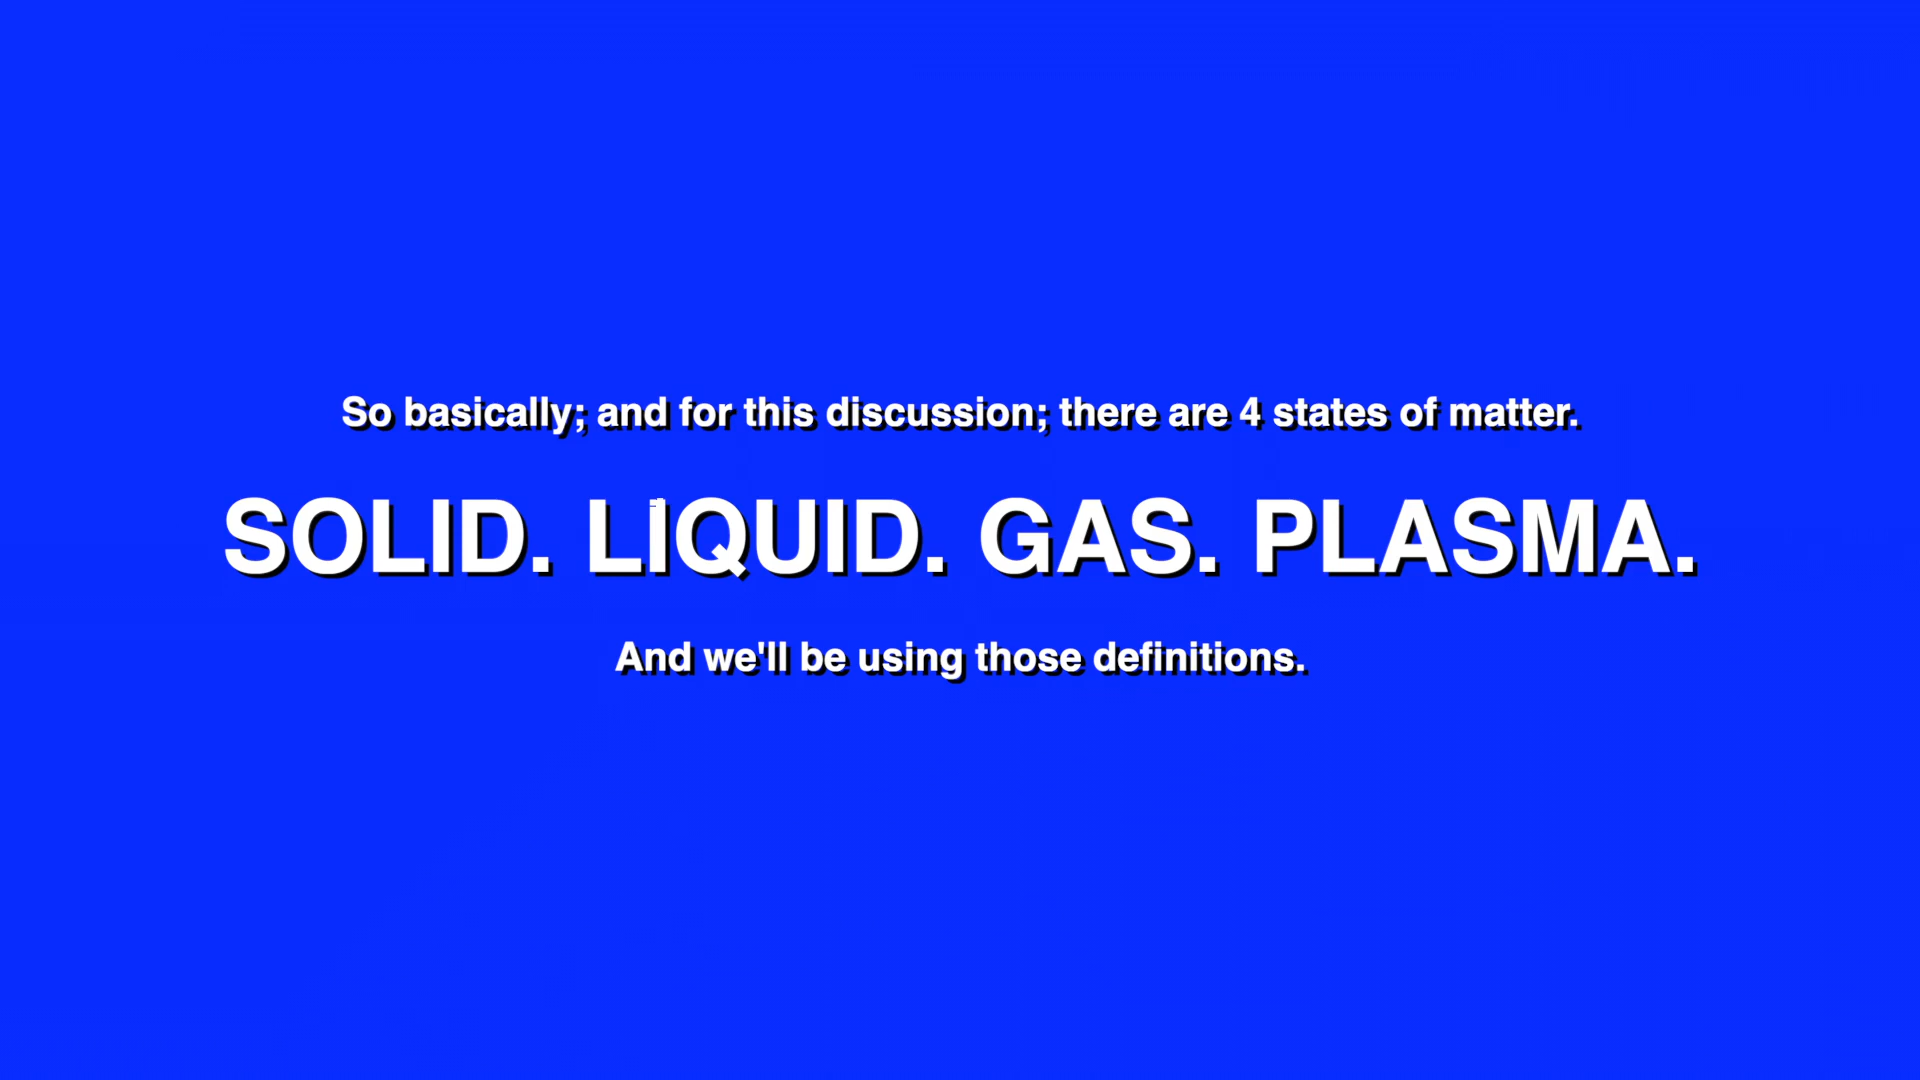 So basically; and for this discussion; there are 4 states of matter.
SOLID. LIQUID. GAS. PLASMA.
And we'll be using those definitions.